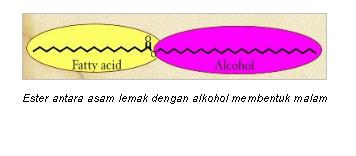 O
O
Fatty acid
Alcohol
Ester antara asam lemak dengan alkohol membentuk malam